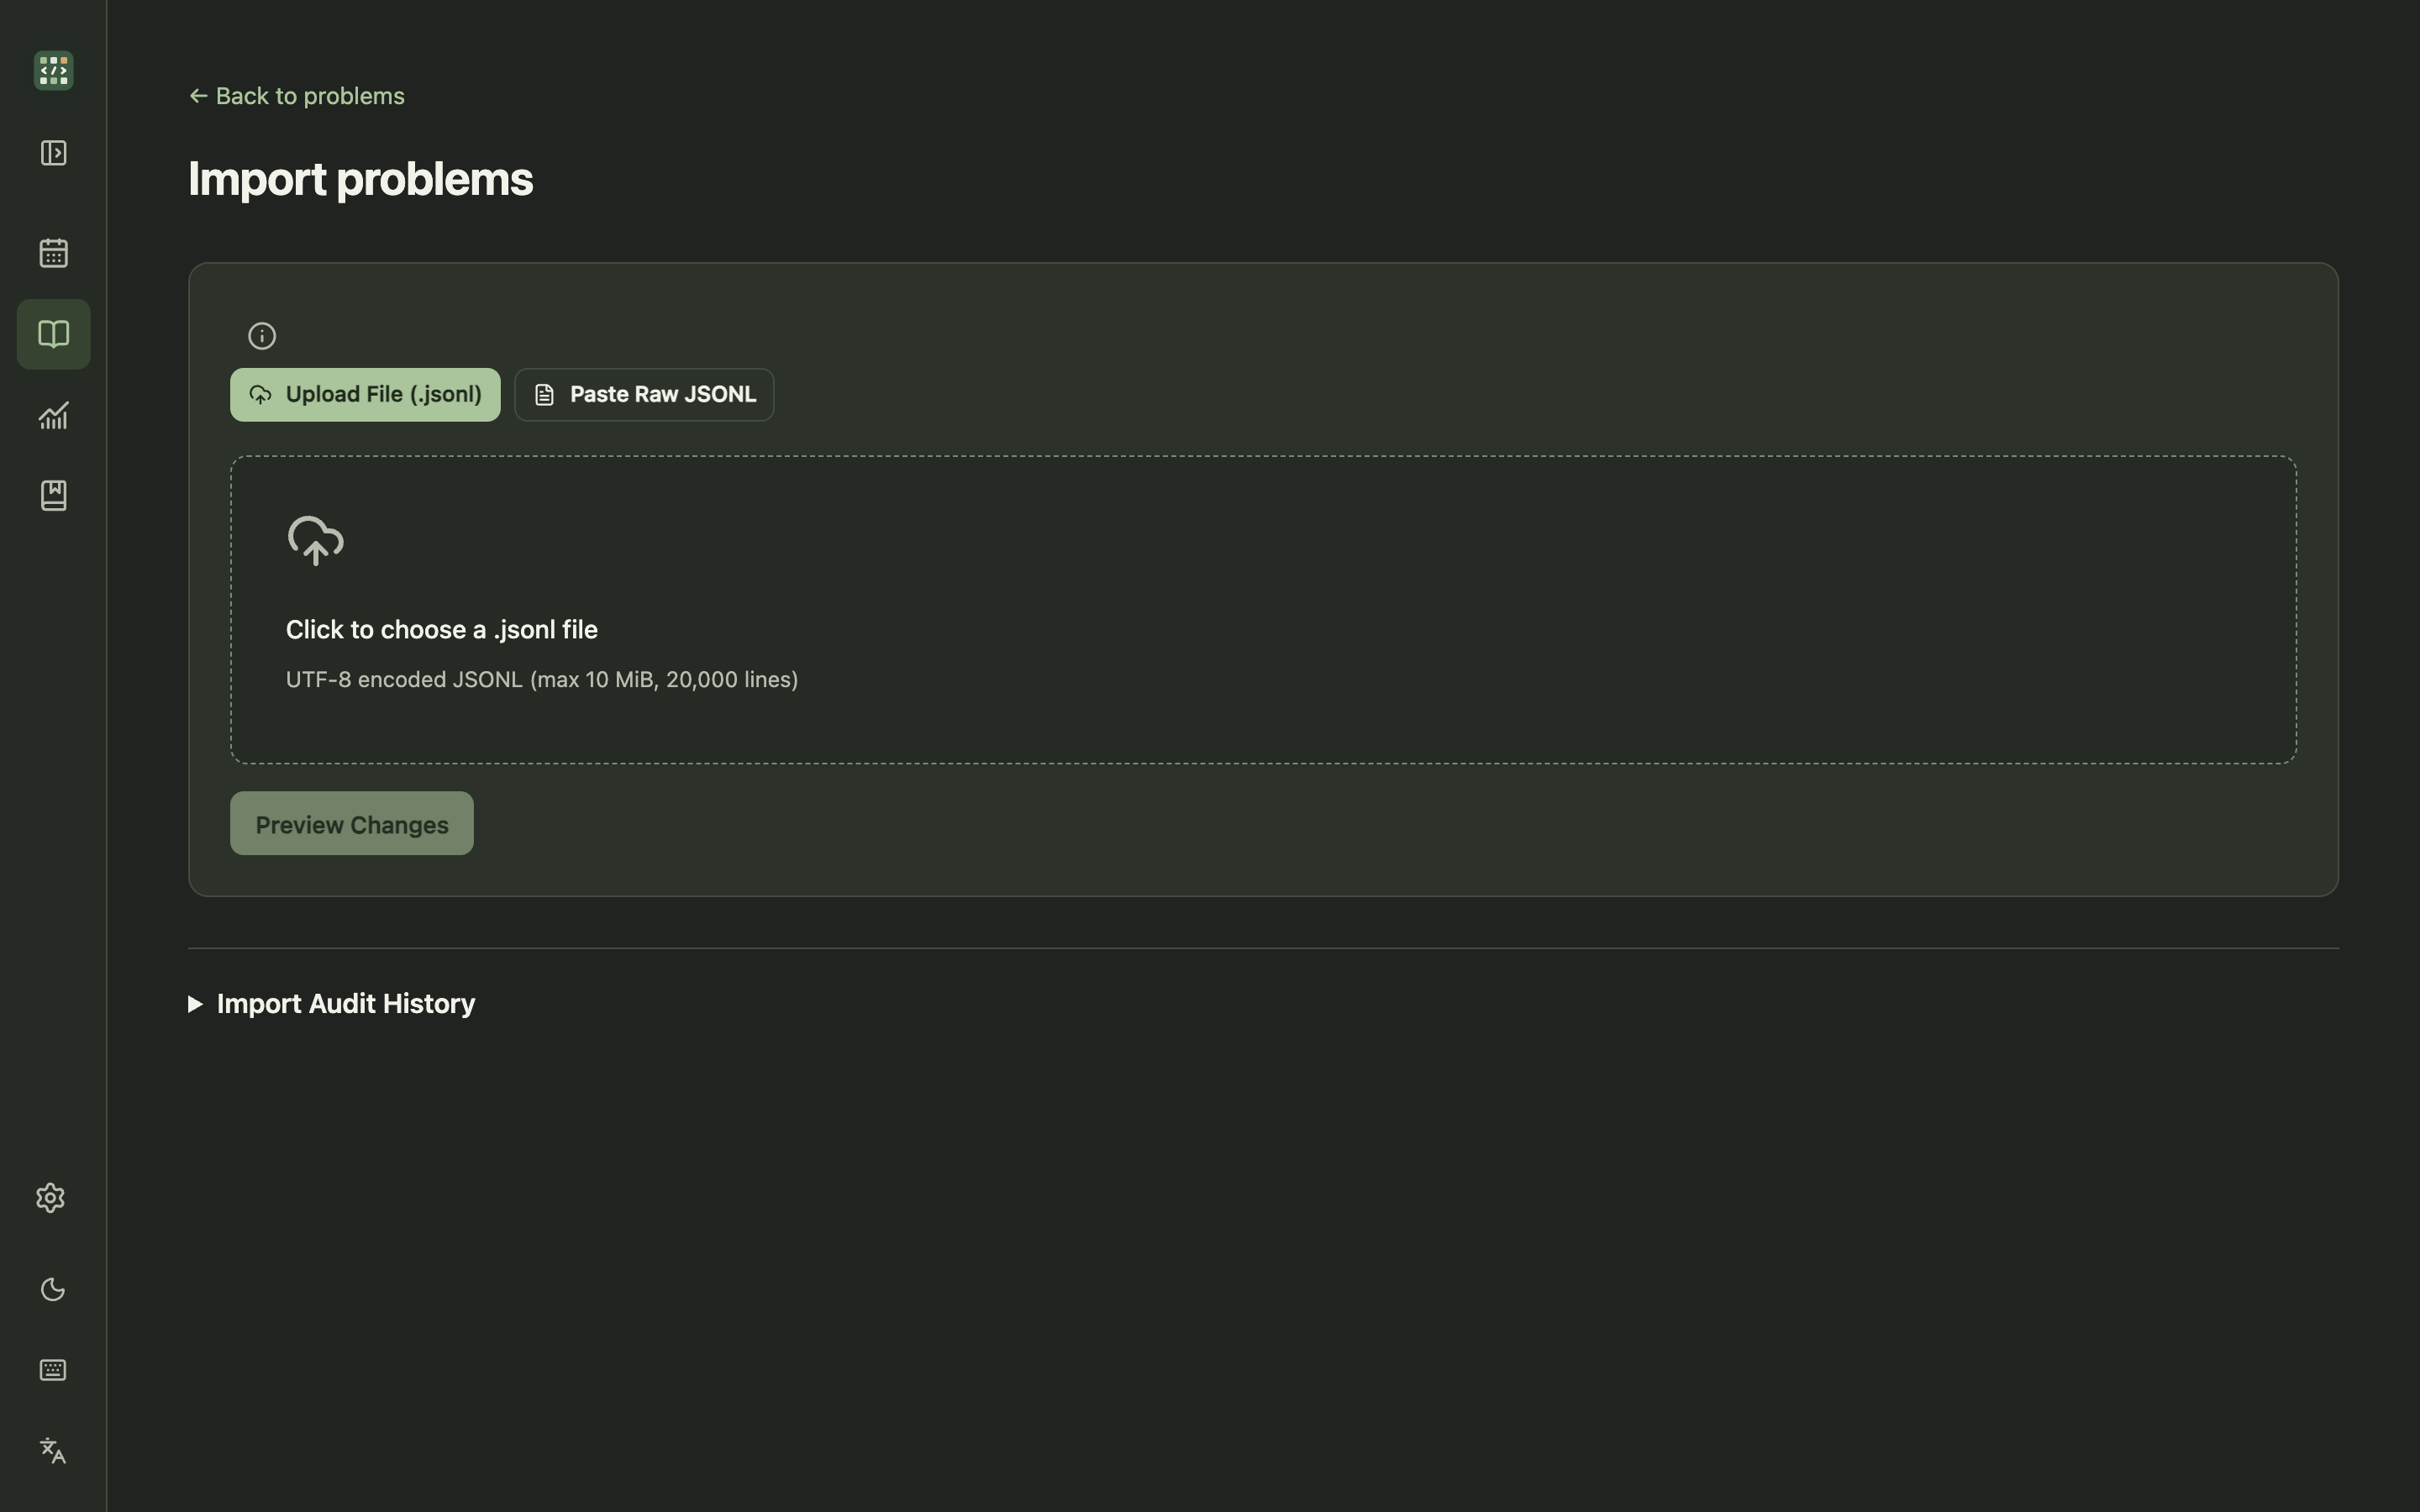 Back to problems
Import problems
Upload File (.jsonl)
Paste Raw JSONL
Click to choose a .jsonl file
UTF-8 encoded JSONL (max 10 MiB, 20,000 lines)
Preview Changes
Import Audit History